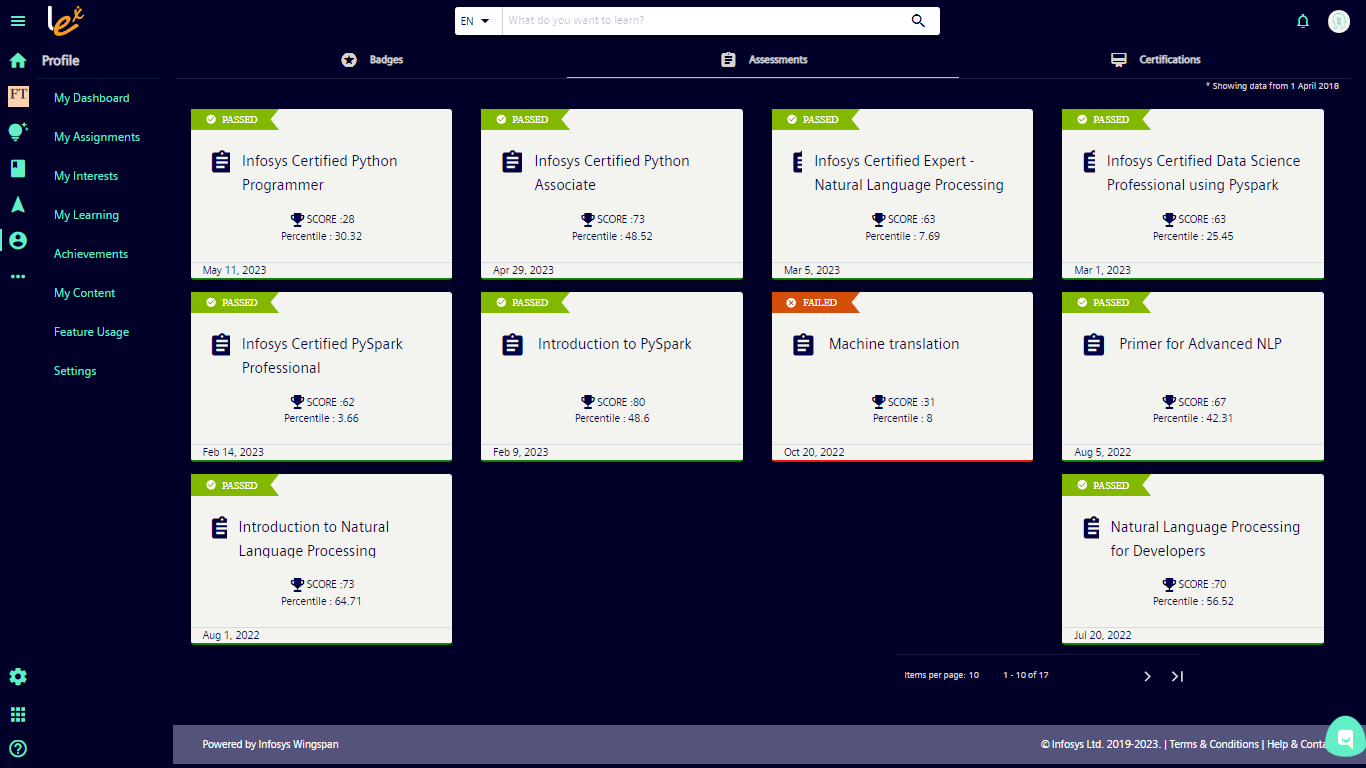 Lex
EN
What do you want to learn?
Profile
Badges
Assessments
Certifications
* Showing data from 1 April 2018
FT
My Dashboard
My Assignments
My Interests
My Learning
Achievements
My Content
Feature Usage
Settings
PASSED
Infosys Certified Python
Programmer
SCORE :28
Percentile : 30.32
May 11, 2023
PASSED
Infosys Certified Python
Associate
SCORE :73
Percentile : 48.52
Apr 29, 2023
PASSED
Infosys Certified Expert -
Natural Language Processing
SCORE :63
Percentile : 7.69
Mar 5, 2023
PASSED
Infosys Certified Data Science
Professional using Pyspark
SCORE :63
Percentile : 25.45
Mar 1, 2023
PASSED
Infosys Certified PySpark
Professional
SCORE :62
Percentile : 3.66
Feb 14, 2023
PASSED
Introduction to PySpark
SCORE :80
Percentile : 48.6
Feb 9, 2023
FAILED
Machine translation
SCORE :31
Percentile : 8
Oct 20, 2022
PASSED
Primer for Advanced NLP
SCORE :67
Percentile : 42.31
Aug 5, 2022
PASSED
Introduction to Natural
Language Processing
SCORE :73
Percentile : 64.71
Aug 1, 2022
PASSED
Natural Language Processing
for Developers
SCORE :70
Percentile : 56.52
Jul 20, 2022
Items per page: 10
1 - 10 of 17
Powered by Infosys Wingspan
© Infosys Ltd. 2019-2023. | Terms & Conditions | Help & Conta